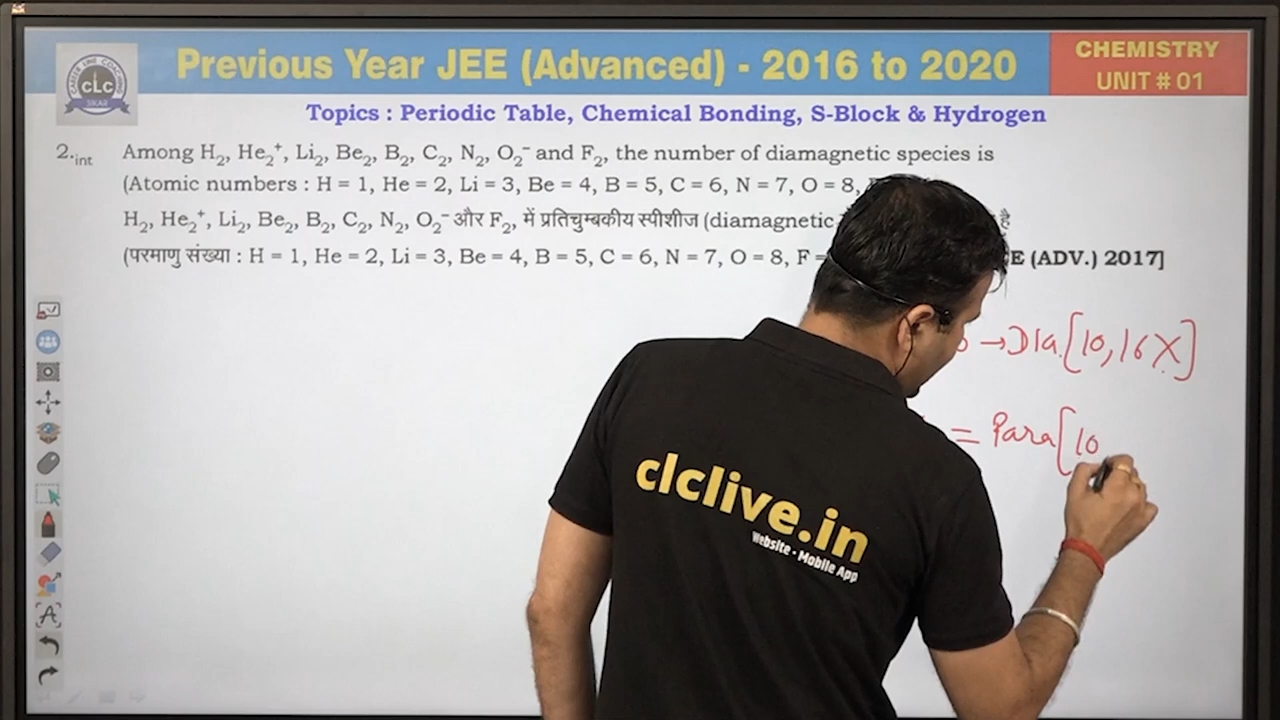 Previous Year JEE (Advanced) - 2016 to 2020
CHEMISTRY
UNIT # 01
CLC
SIKAR
Topics : Periodic Table, Chemical Bonding, S-Block & Hydrogen
2.int Among H₂, He₂⁺, Li₂, Be₂, B₂, C₂, N₂, O₂⁻ and F₂, the number of diamagnetic species is
(Atomic numbers : H = 1, He = 2, Li = 3, Be = 4, B = 5, C = 6, N = 7, O = 8,
H₂, He₂⁺, Li₂, Be₂, B₂, C₂, N₂, O₂⁻ और F₂, में प्रतिचुम्बकीय स्पीशीज (diamagnetic है
(परमाणु संख्या : H = 1, He = 2, Li = 3, Be = 4, B = 5, C = 6, N = 7, O = 8, F = E (ADV.) 2017]
→ Dia [10, 16 X]
= Para [10
clclive.in
Website - Mobile App